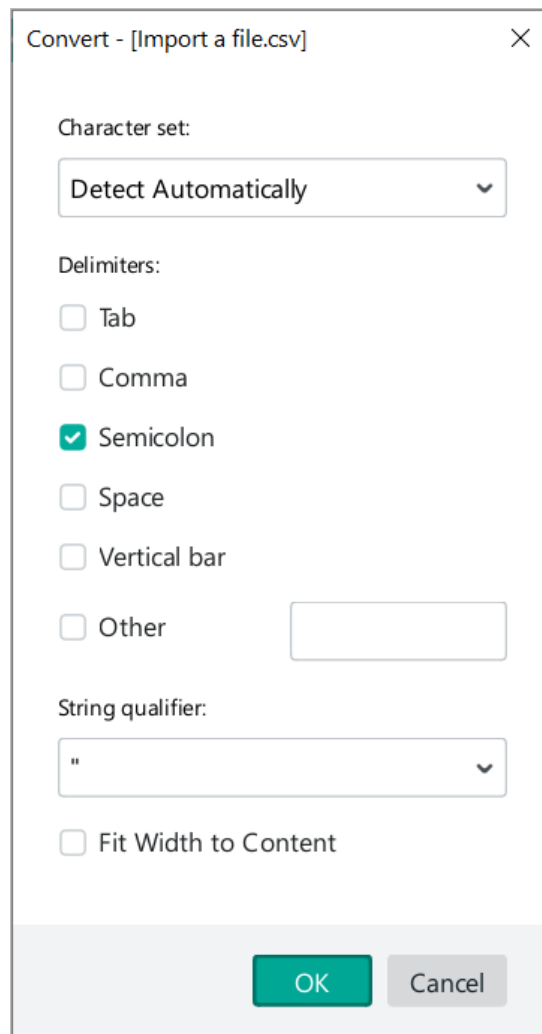 Convert - [Import a file.csv]
Character set:
Detect Automatically
Delimiters:
Tab
Comma
Semicolon
Space
Vertical bar
Other
String qualifier:
"
Fit Width to Content
OK Cancel